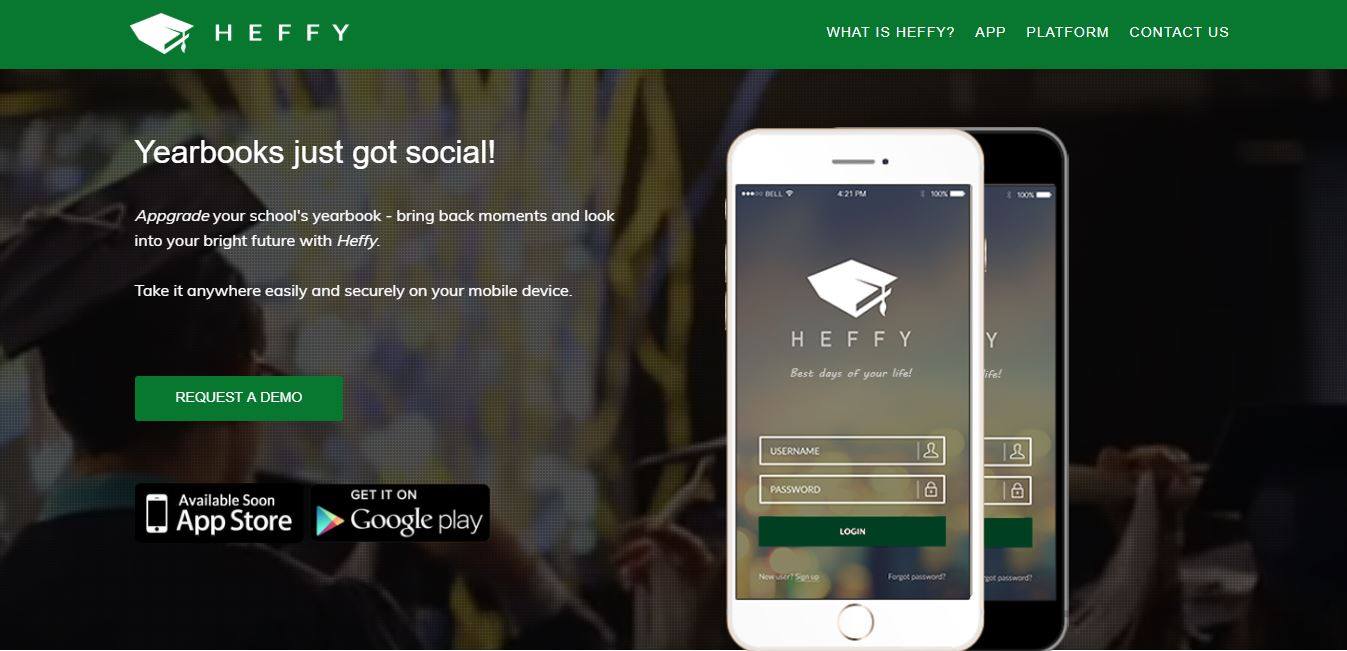 HEFFY
WHAT IS HEFFY? APP PLATFORM CONTACT US
Yearbooks just got social!
Appgrade your school's yearbook - bring back moments and look
into your bright future with Heffy.
Take it anywhere easily and securely on your mobile device.
REQUEST A DEMO
Available Soon
App Store
GET IT ON
Google play
BELL 4:21 PM 100%
100%
HEFFY
Y
Best days of your life!
life!
USERNAME
PASSWORD
LOGIN
New user? Sign up Forgot password?
rgot password?